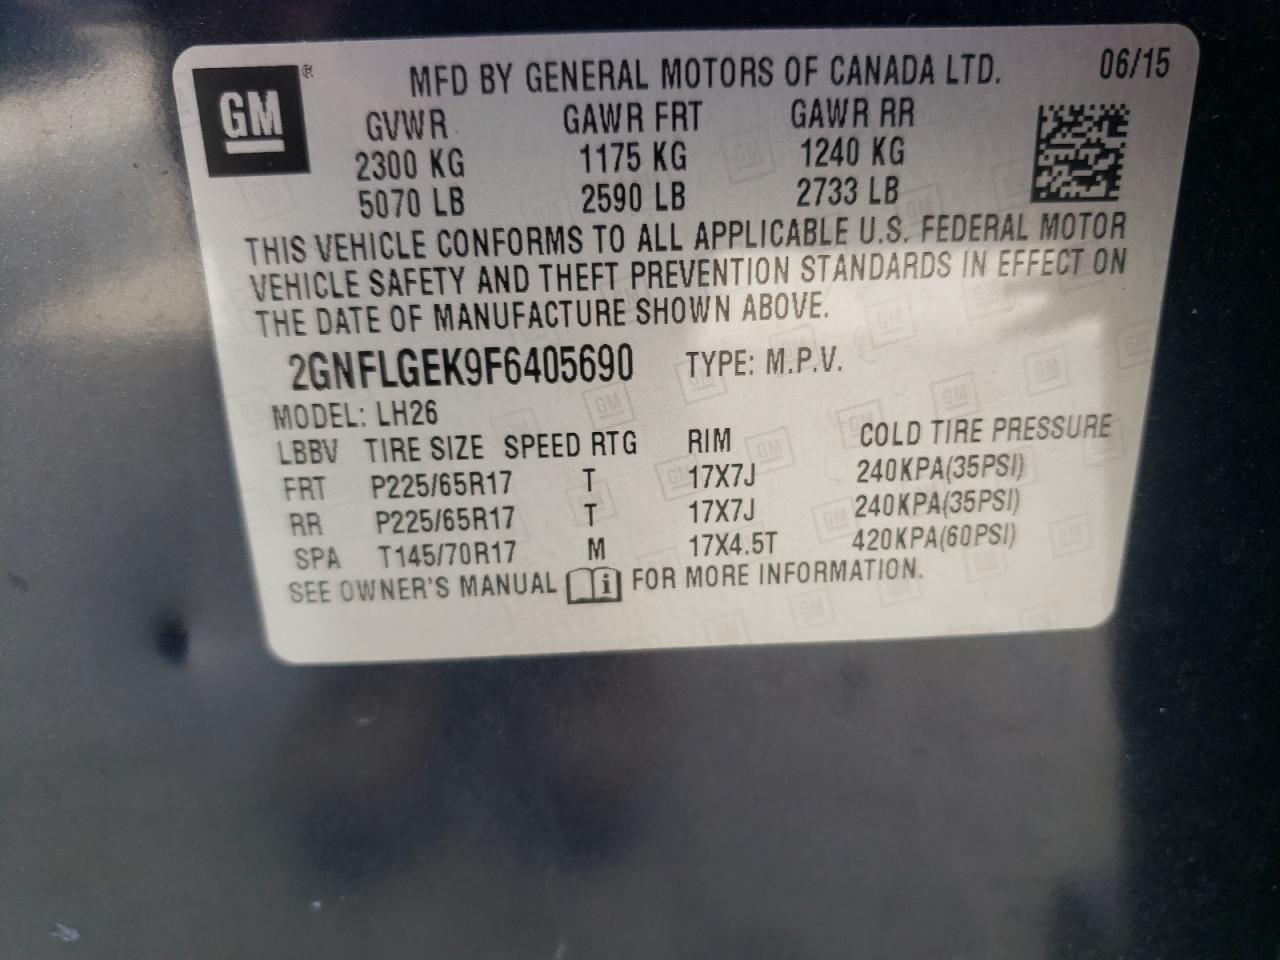 GM® MFD BY GENERAL MOTORS OF CANADA LTD. 06/15
GVWR GAWR FRT GAWR RR
2300 KG 1175 KG 1240 KG
5070 LB 2590 LB 2733 LB
THIS VEHICLE CONFORMS TO ALL APPLICABLE U.S. FEDERAL MOTOR
VEHICLE SAFETY AND THEFT PREVENTION STANDARDS IN EFFECT ON
THE DATE OF MANUFACTURE SHOWN ABOVE.
2GNFLGEK9F6405690 TYPE: M.P.V.
MODEL: LH26
LBBV TIRE SIZE SPEED RTG RIM COLD TIRE PRESSURE
FRT P225/65R17 T 17X7J 240KPA(35PSI)
RR P225/65R17 T 17X7J 240KPA(35PSI)
SPA T145/70R17 M 17X4.5T 420KPA(60PSI)
SEE OWNER'S MANUAL i FOR MORE INFORMATION.